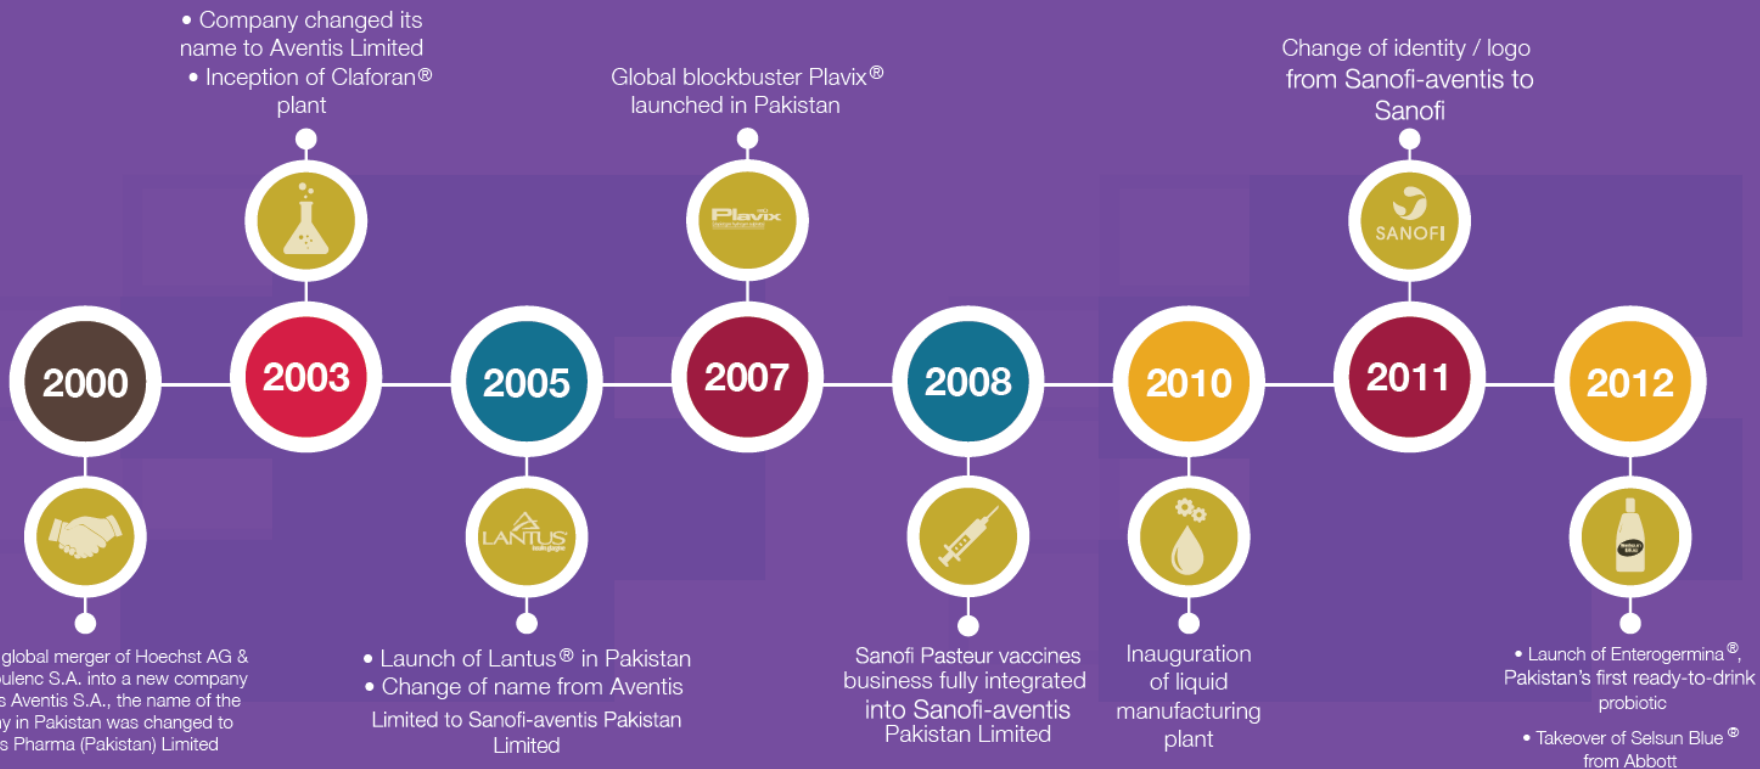 • Company changed its
name to Aventis Limited
• Inception of Claforan®
plant
Global blockbuster Plavix®
launched in Pakistan
Change of identity / logo
from Sanofi-aventis to
Sanofi
Plavix
SANOFI
2000
2003
2005
2007
2008
2010
2011
2012
LANTUS®
global merger of Hoechst AG &
S.A. into a new company
Aventis S.A., the name of the
in Pakistan was changed to
Pharma (Pakistan) Limited
• Launch of Lantus® in Pakistan
• Change of name from Aventis
Limited to Sanofi-aventis Pakistan
Limited
Sanofi Pasteur vaccines
business fully integrated
into Sanofi-aventis
Pakistan Limited
Inauguration
of liquid
manufacturing
plant
• Launch of Enterogermina®,
Pakistan's first ready-to-drink
probiotic
• Takeover of Selsun Blue®
from Abbott